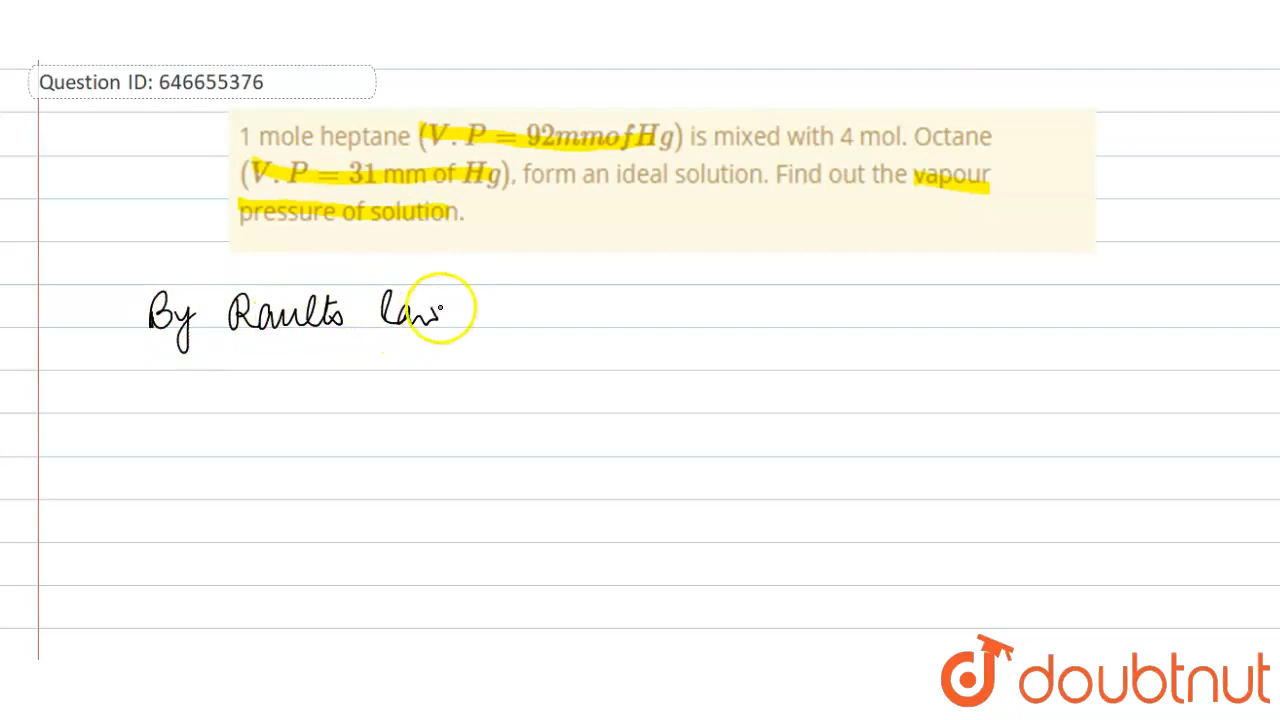 Question ID: 646655376
1 mole heptane (V.P = 92mmofHg) is mixed with 4 mol. Octane
(V.P = 31 mm of Hg), form an ideal solution. Find out the vapour
pressure of solution.
By Raults law
doubtnut